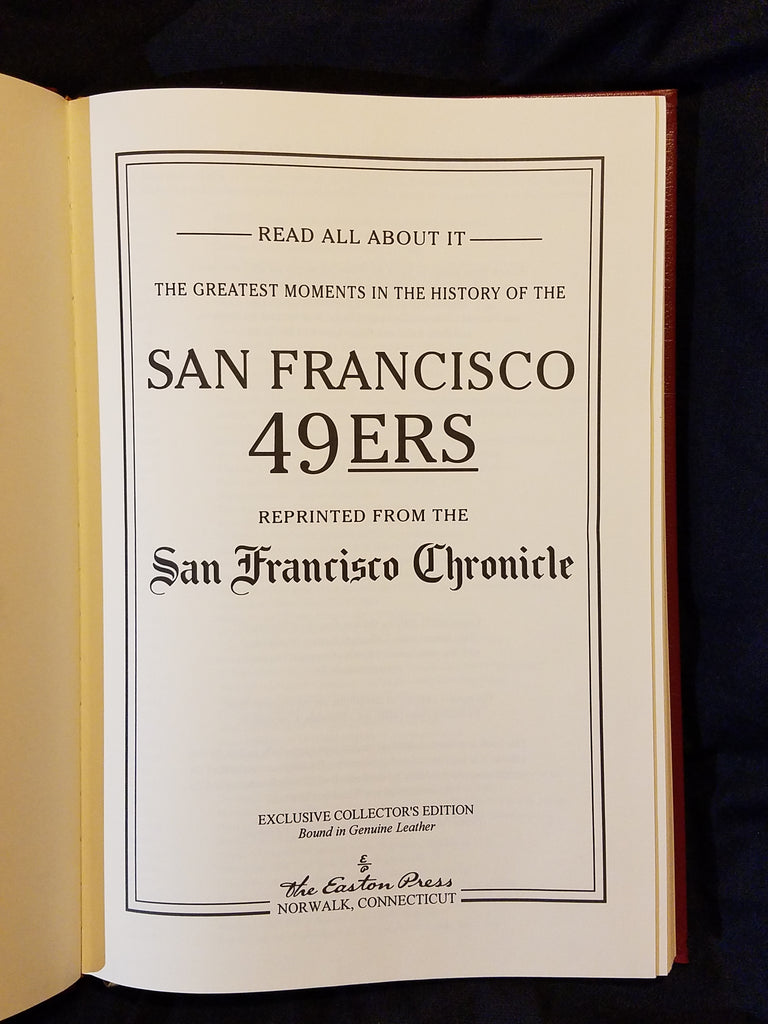 READ ALL ABOUT IT
THE GREATEST MOMENTS IN THE HISTORY OF THE
SAN FRANCISCO
49ERS
REPRINTED FROM THE
San Francisco Chronicle
EXCLUSIVE COLLECTOR'S EDITION
Bound in Genuine Leather
E
P
The Easton Press
NORWALK, CONNECTICUT